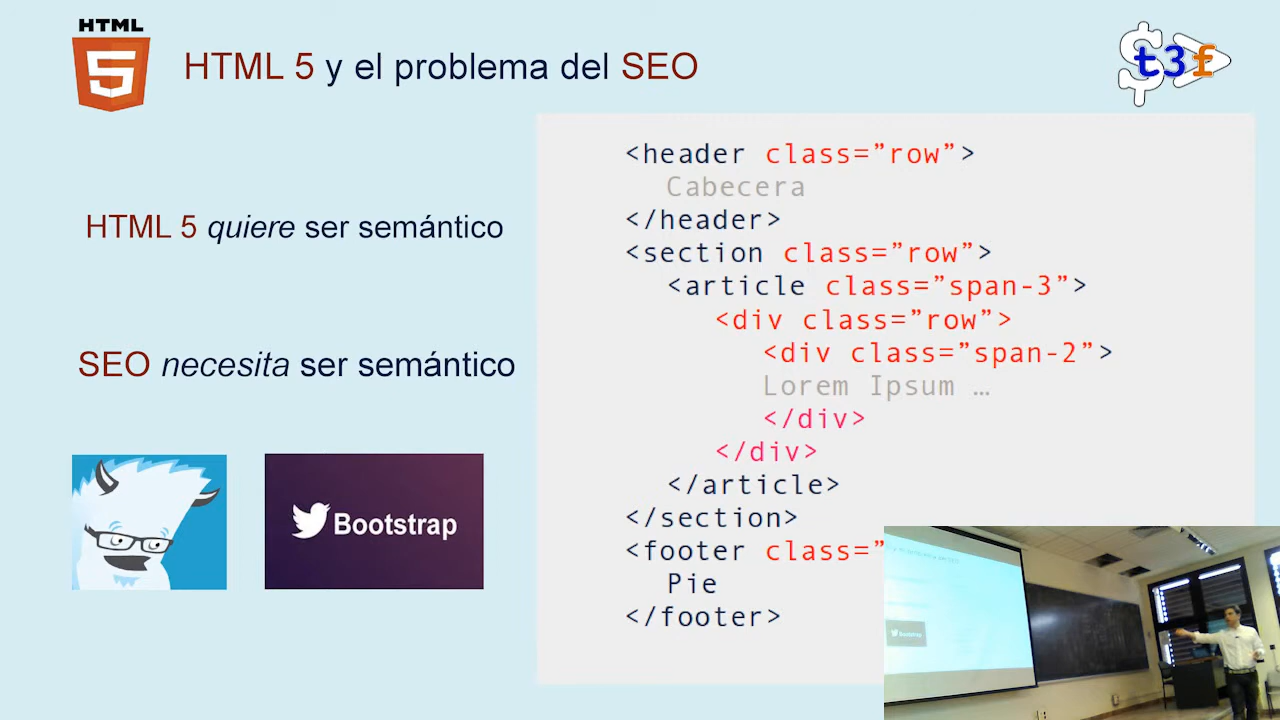 HTML
5
HTML 5 y el problema del SEO
$t3f
HTML 5 quiere ser semántico
SEO necesita ser semántico
Bootstrap
<header class=”row”>
Cabecera
</header>
<section class=”row”>
<article class=”span-3”>
<div class=”row”>
<div class=”span-2”>
Lorem Ipsum …
</div>
</div>
</article>
</section>
<footer class=”
Pie
</footer>
Bootstrap